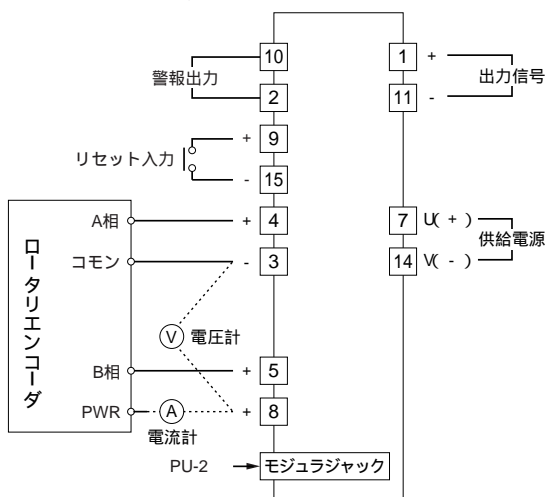 10
1
+
警報出力
出力信号
2
11
-
+
9
リセット入力
-
15
A相
+
4
7
U( + )
供給電源
コモン
-
3
14
V( - )
ロータリエンコーダ
V
電圧計
B相
+
5
PWR
A
+
8
電流計
PU-2
モジュラジャック